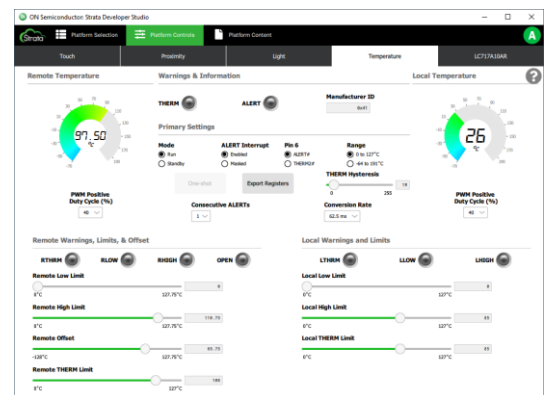 ON Semiconductor: Strata Developer Studio
Strata Platform Selection Platform Controls Platform Content A
Touch Proximity Light Temperature LC717A10AR
Remote Temperature Warnings & Information Local Temperature ?
THERM ALERT Manufacturer ID
Primary Settings
97.50
°C
26
°C
Mode ALERT Interrupt Pin 6 Range
Run Enabled ALERT# 0 to 127°C
Standby Masked THERM2# -64 to 191°C
THERM Hysteresis
One-shot Export Registers
10
0 255
PWM Positive
Duty Cycle (%)
Consecutive ALERTs
Conversion Rate
PWM Positive
Duty Cycle (%)
40 1 62.5 ms 40
Remote Warnings, Limits, & Offset Local Warnings and Limits
RTHRM RLOW RHIGH OPEN LTHRM LLOW LHIGH
Remote Low Limit Local Low Limit
0 0
0°C 127.75°C 0°C 127°C
Remote High Limit Local High Limit
110.75 85
0°C 127.75°C 0°C 127°C
Remote Offset Local THERM Limit
85
-128°C 127.75°C 0°C 127°C
Remote THERM Limit
100
0°C 127°C